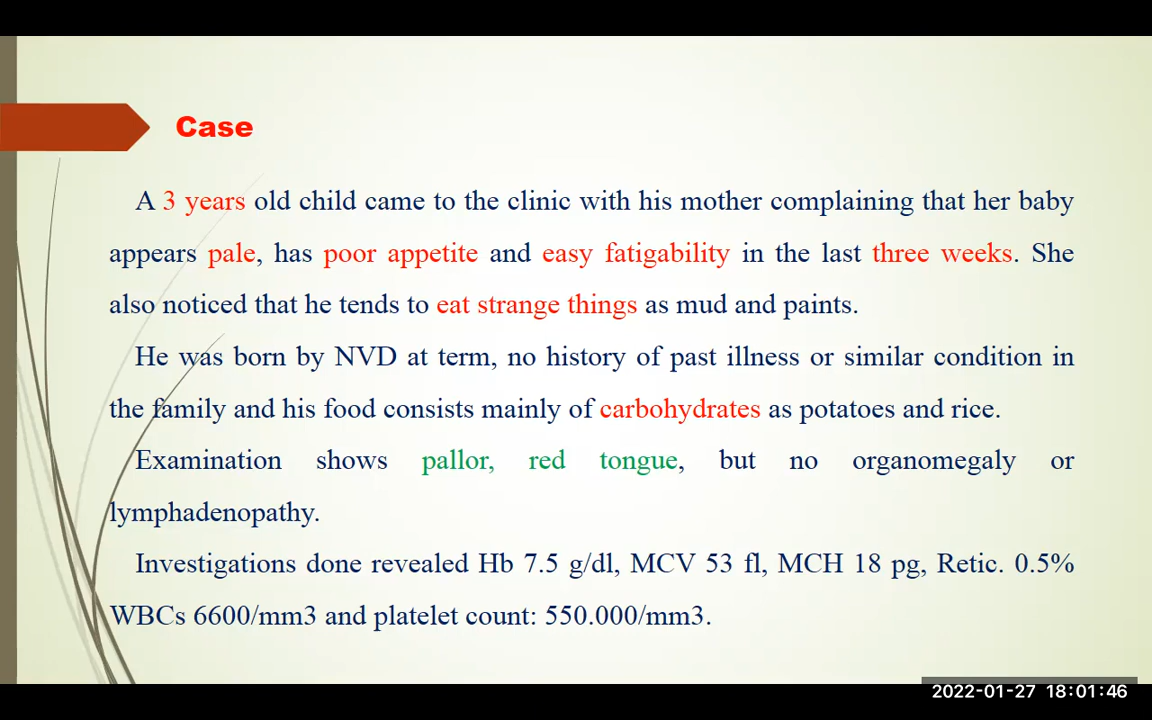 Case
A 3 years old child came to the clinic with his mother complaining that her baby
appears pale, has poor appetite and easy fatigability in the last three weeks. She
also noticed that he tends to eat strange things as mud and paints.
He was born by NVD at term, no history of past illness or similar condition in
the family and his food consists mainly of carbohydrates as potatoes and rice.
Examination shows pallor, red tongue, but no organomegaly or
lymphadenopathy.
Investigations done revealed Hb 7.5 g/dl, MCV 53 fl, MCH 18 pg, Retic. 0.5%
WBCs 6600/mm3 and platelet count: 550.000/mm3.
2022-01-27 18:01:46